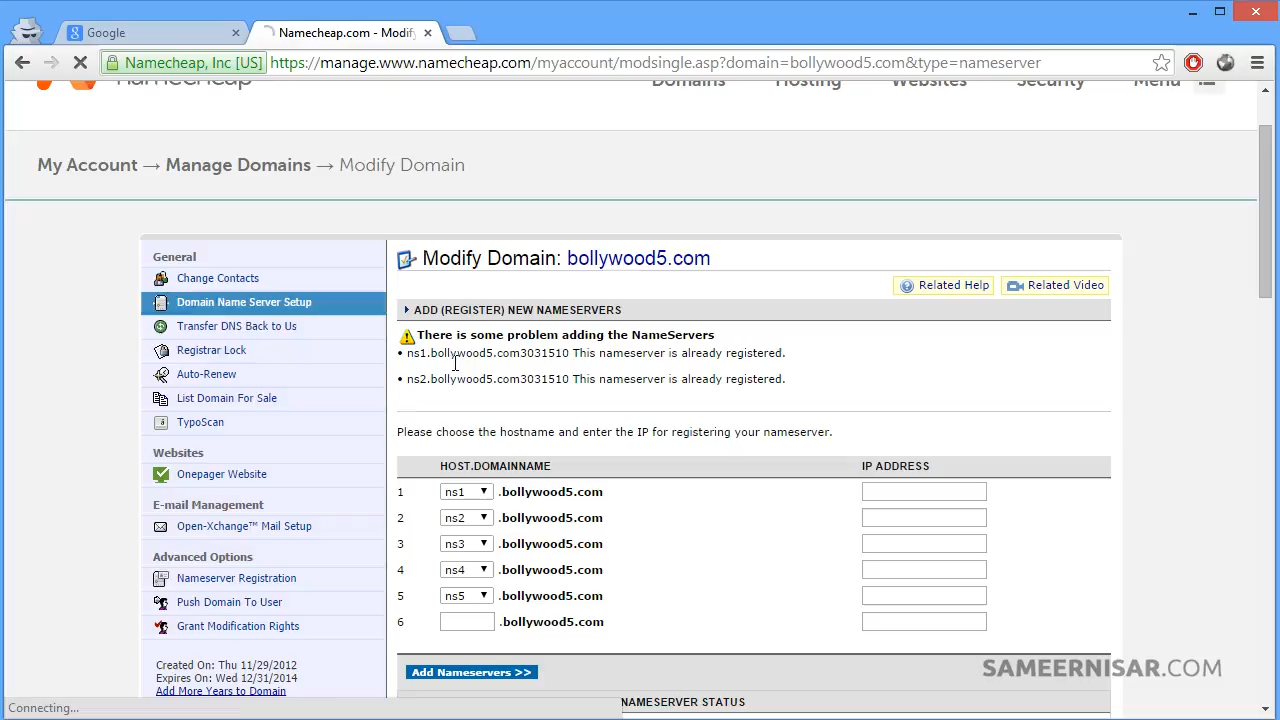 Google
Namecheap.com - Modif
Namecheap, Inc [US]
https://manage.www.namecheap.com/myaccount/modsingle.asp?domain=bollywood5.com&type=nameserver
namecheap
Domains
Hosting
Websites
Security
Menu
My Account → Manage Domains → Modify Domain
General
Change Contacts
Domain Name Server Setup
Transfer DNS Back to Us
Registrar Lock
Auto-Renew
List Domain For Sale
TypoScan
Websites
Onepager Website
E-mail Management
Open-Xchange™ Mail Setup
Advanced Options
Nameserver Registration
Push Domain To User
Grant Modification Rights
Created On: Thu 11/29/2012
Expires On: Wed 12/31/2014
Add More Years to Domain
Modify Domain: bollywood5.com
Related Help
Related Video
ADD (REGISTER) NEW NAMESERVERS
There is some problem adding the NameServers
• ns1.bollywood5.com3031510 This nameserver is already registered.
• ns2.bollywood5.com3031510 This nameserver is already registered.
Please choose the hostname and enter the IP for registering your nameserver.
HOST.DOMAINNAME IP ADDRESS
1 ns1 .bollywood5.com
2 ns2 .bollywood5.com
3 ns3 .bollywood5.com
4 ns4 .bollywood5.com
5 ns5 .bollywood5.com
6 .bollywood5.com
Add Nameservers >>
NAMESERVER STATUS
SAMEERNISAR.COM
Connecting...